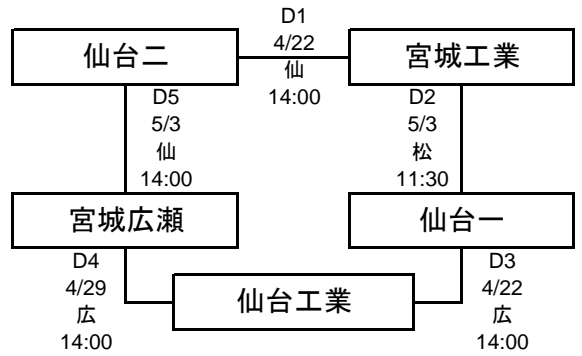 D1
4/22
仙
14:00
仙台二
宮城工業
D5
5/3
仙
14:00
D2
5/3
松
11:30
宮城広瀬
仙台一
D4
4/29
広
14:00
仙台工業
D3
4/22
広
14:00